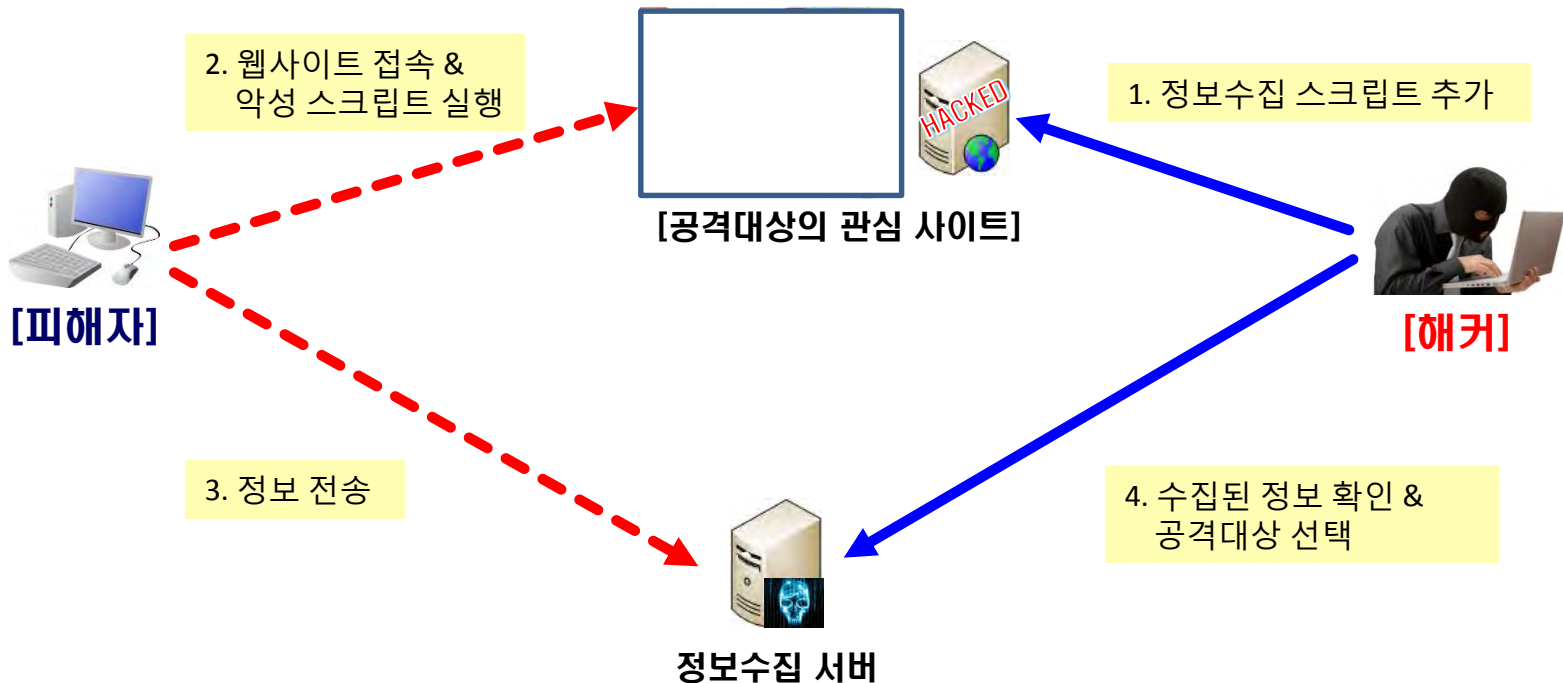 2. 웹사이트 접속 &
악성 스크립트 실행
HACKED
1. 정보수집 스크립트 추가
[공격대상의 관심 사이트]
[피해자]
[해커]
3. 정보 전송
4. 수집된 정보 확인 &
공격대상 선택
정보수집 서버